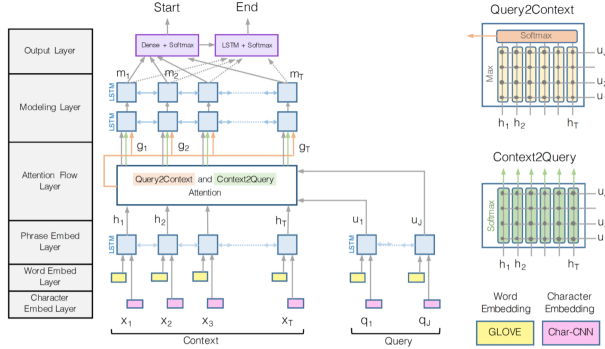 Start End
Query2Context
Output Layer
Dense + Softmax
LSTM + Softmax
Softmax
Max
u
u2
u
m1 m2 mT
h1 h2 hT
Modeling Layer
LSTM
LSTM
g1 g2 gT
Attention Flow
Layer
Query2Context and Context2Query
Attention
Context2Query
Softmax
u
u
u
h1 h2 hT
h1 h2 hT
u1 uJ
Phrase Embed
Layer
LSTM
LSTM
Word Embed
Layer
Character
Embed Layer
x1 x2 x3 xT
q1 qJ
Context
Query
Word
Embedding
Character
Embedding
GLOVE
Char-CNN